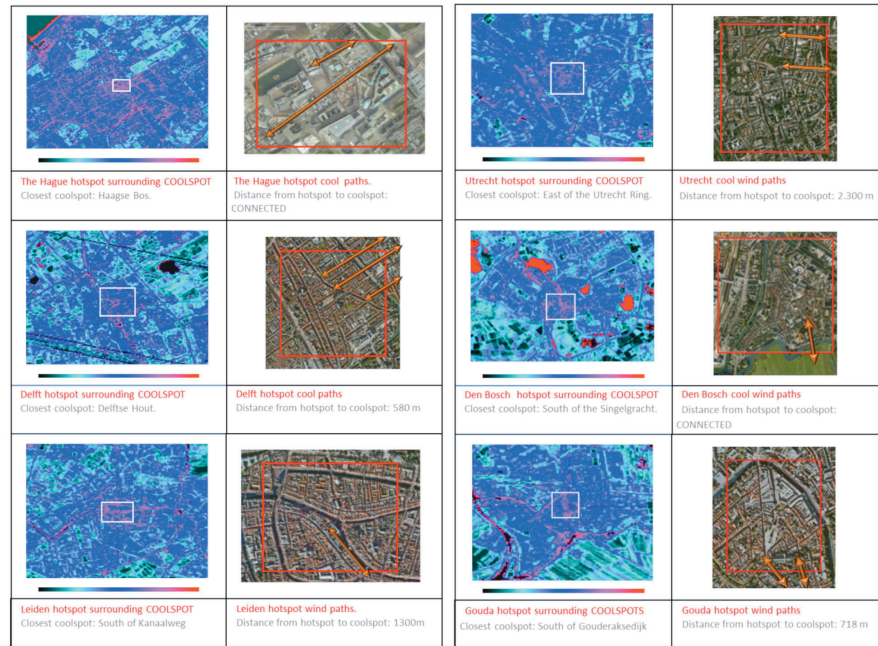 The Hague hotspot surrounding COOLSPOT
Closest coolspot: Haagse Bos.
The Hague hotspot cool paths.
Distance from hotspot to coolspot:
CONNECTED
Delft hotspot surrounding COOLSPOT
Closest coolspot: Delftse Hout.
Delft hotspot cool paths
Distance from hotspot to coolspot: 580 m
Leiden hotspot surrounding COOLSPOT
Closest coolspot: South of Kanaalweg
Leiden hotspot wind paths.
Distance from hotspot to coolspot: 1300m
Utrecht hotspot surrounding COOLSPOT
Closest coolspot: East of the Utrecht Ring.
Utrecht cool wind paths
Distance from hotspot to coolspot: 2.300 m
Den Bosch hotspot surrounding COOLSPOT
Closest coolspot: South of the Singelgracht.
Den Bosch cool wind paths
Distance from hotspot to coolspot:
CONNECTED
Gouda hotspot surrounding COOLSPOTS
Closest coolspot: South of Gouderaksedijk
Gouda hotspot wind paths
Distance from hotspot to coolspot: 718 m